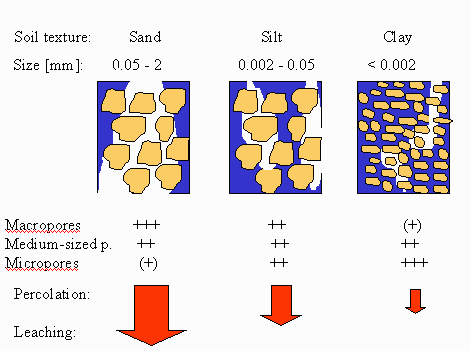 Soil texture: Sand Silt Clay
Size [mm]: 0.05 - 2 0.002 - 0.05 < 0.002
Macropores +++ ++ (+)
Medium-sized p. ++ ++ ++
Micropores (+) ++ +++
Percolation:
Leaching: